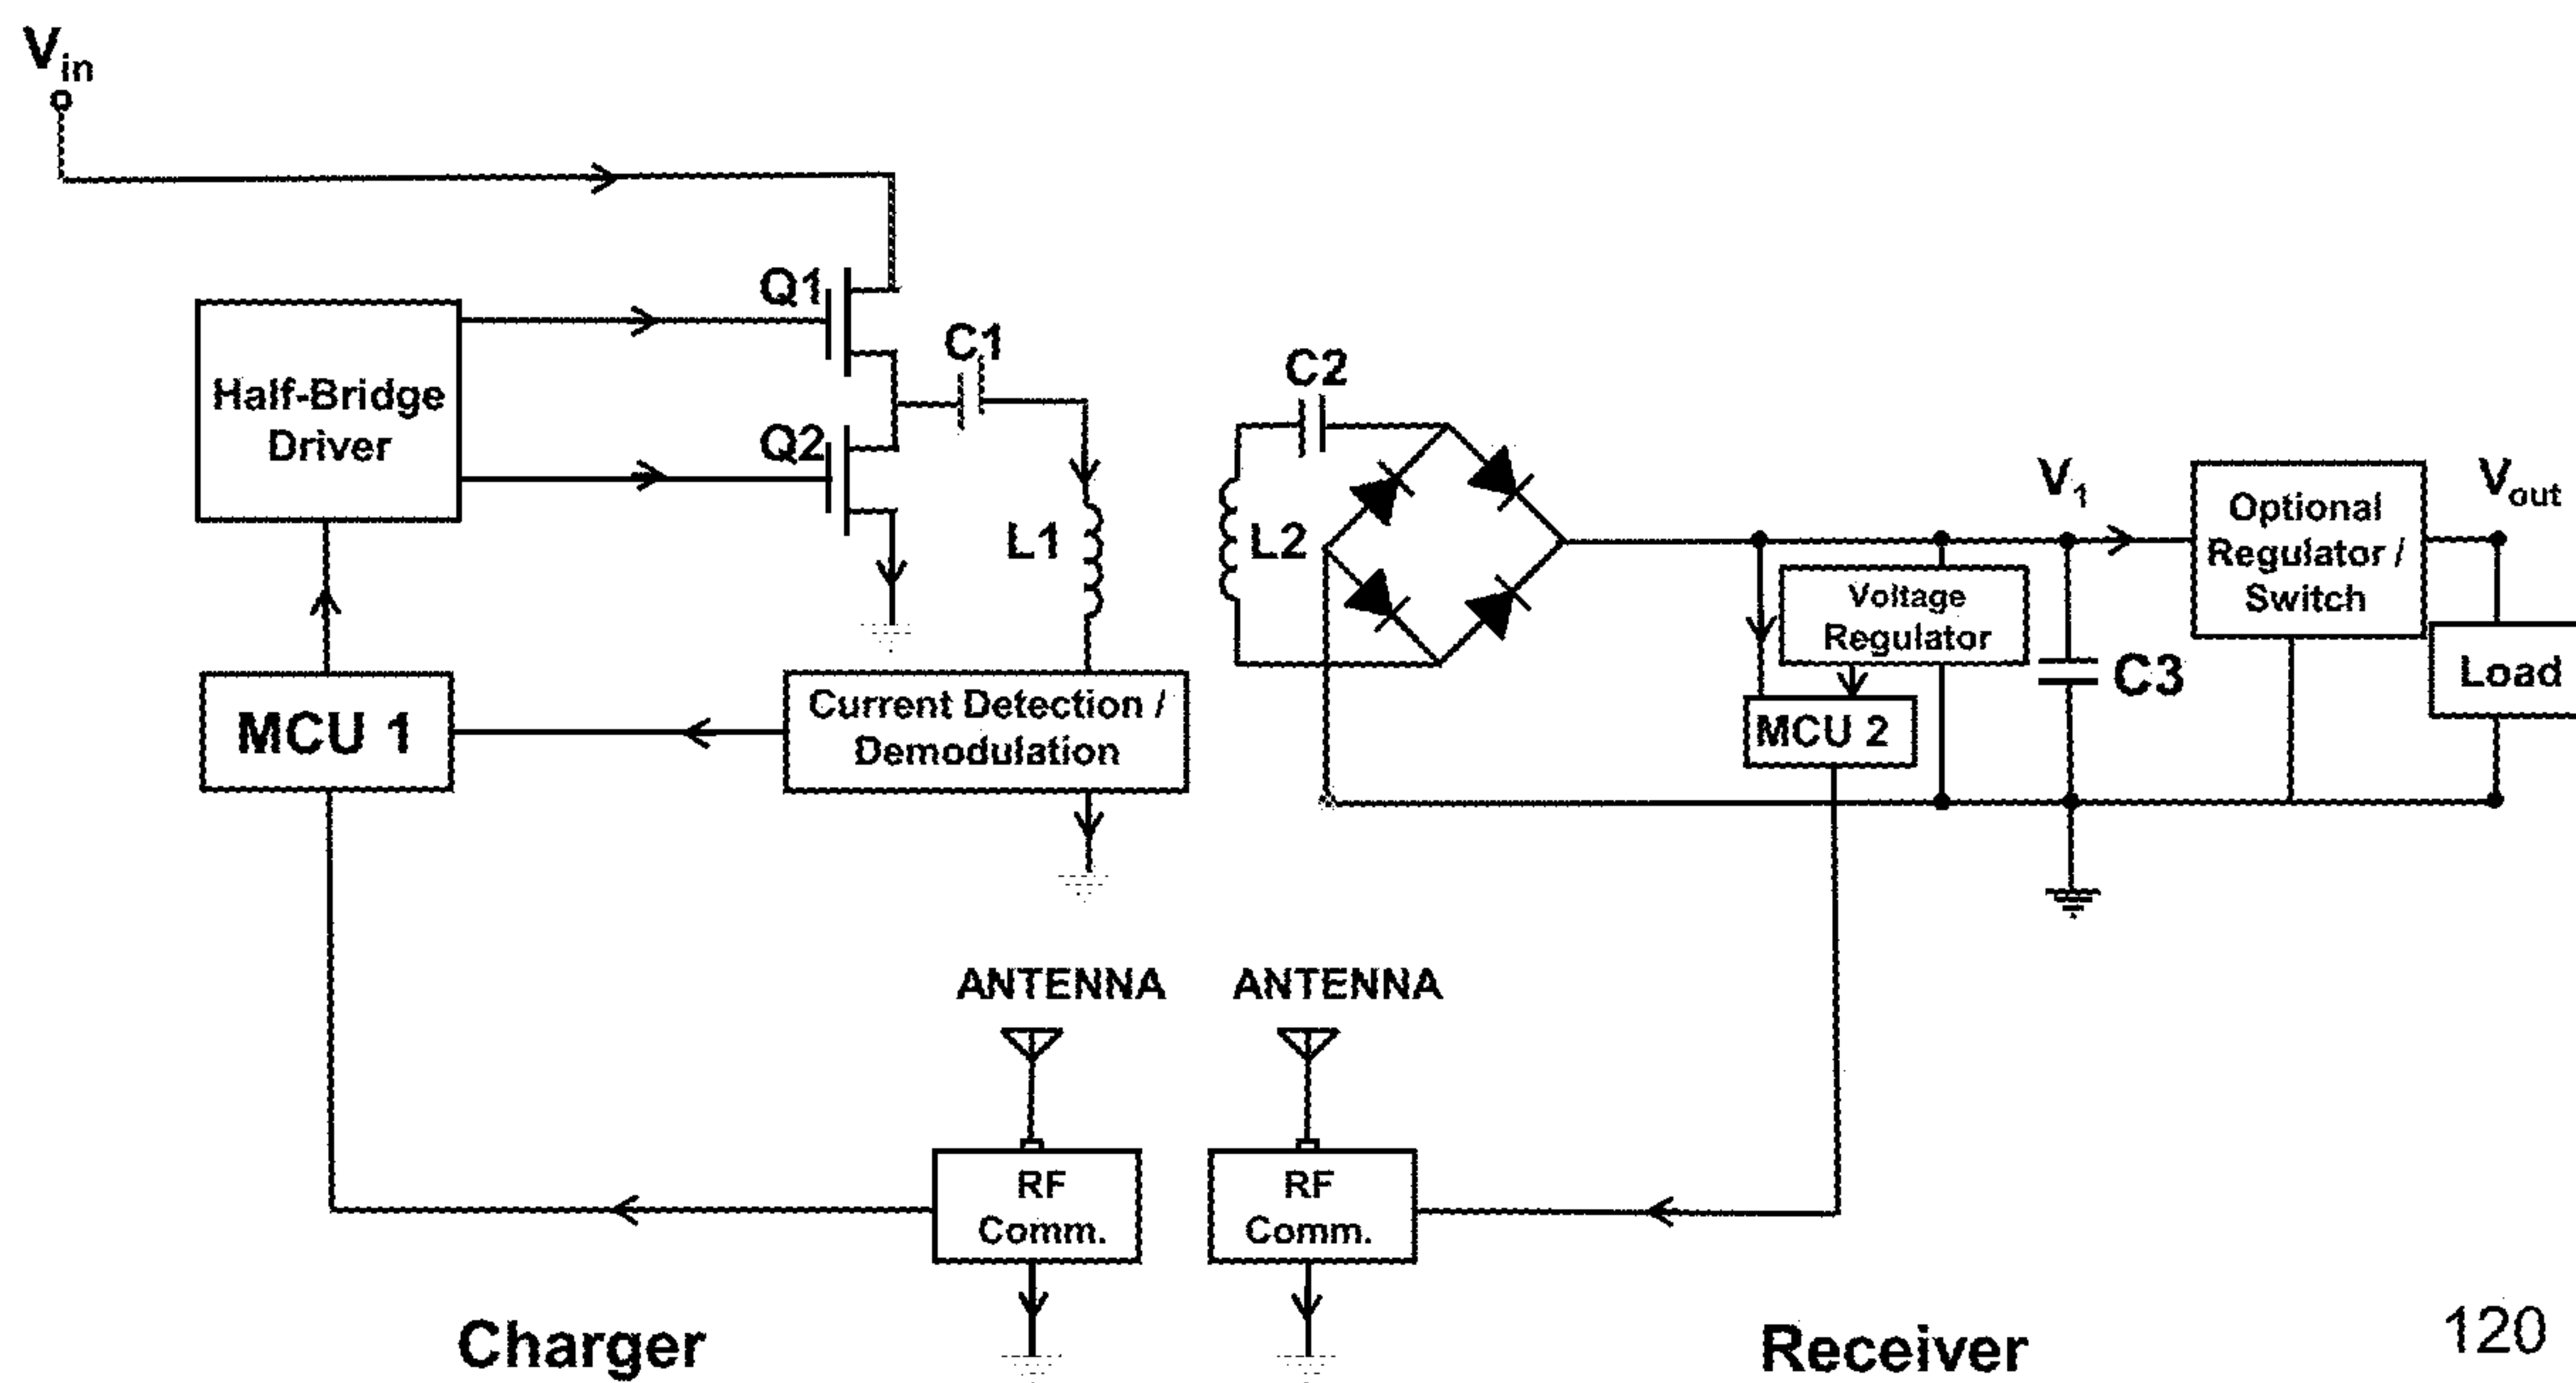 Vin
Q1
C1
Half-Bridge
Driver
Q2
L1
MCU 1
Current Detection /
Demodulation
C2
L2
V1
Vout
Optional
Regulator /
Switch
Voltage
Regulator
MCU 2
C3
Load
ANTENNA
ANTENNA
RF
Comm.
RF
Comm.
Charger
Receiver
120